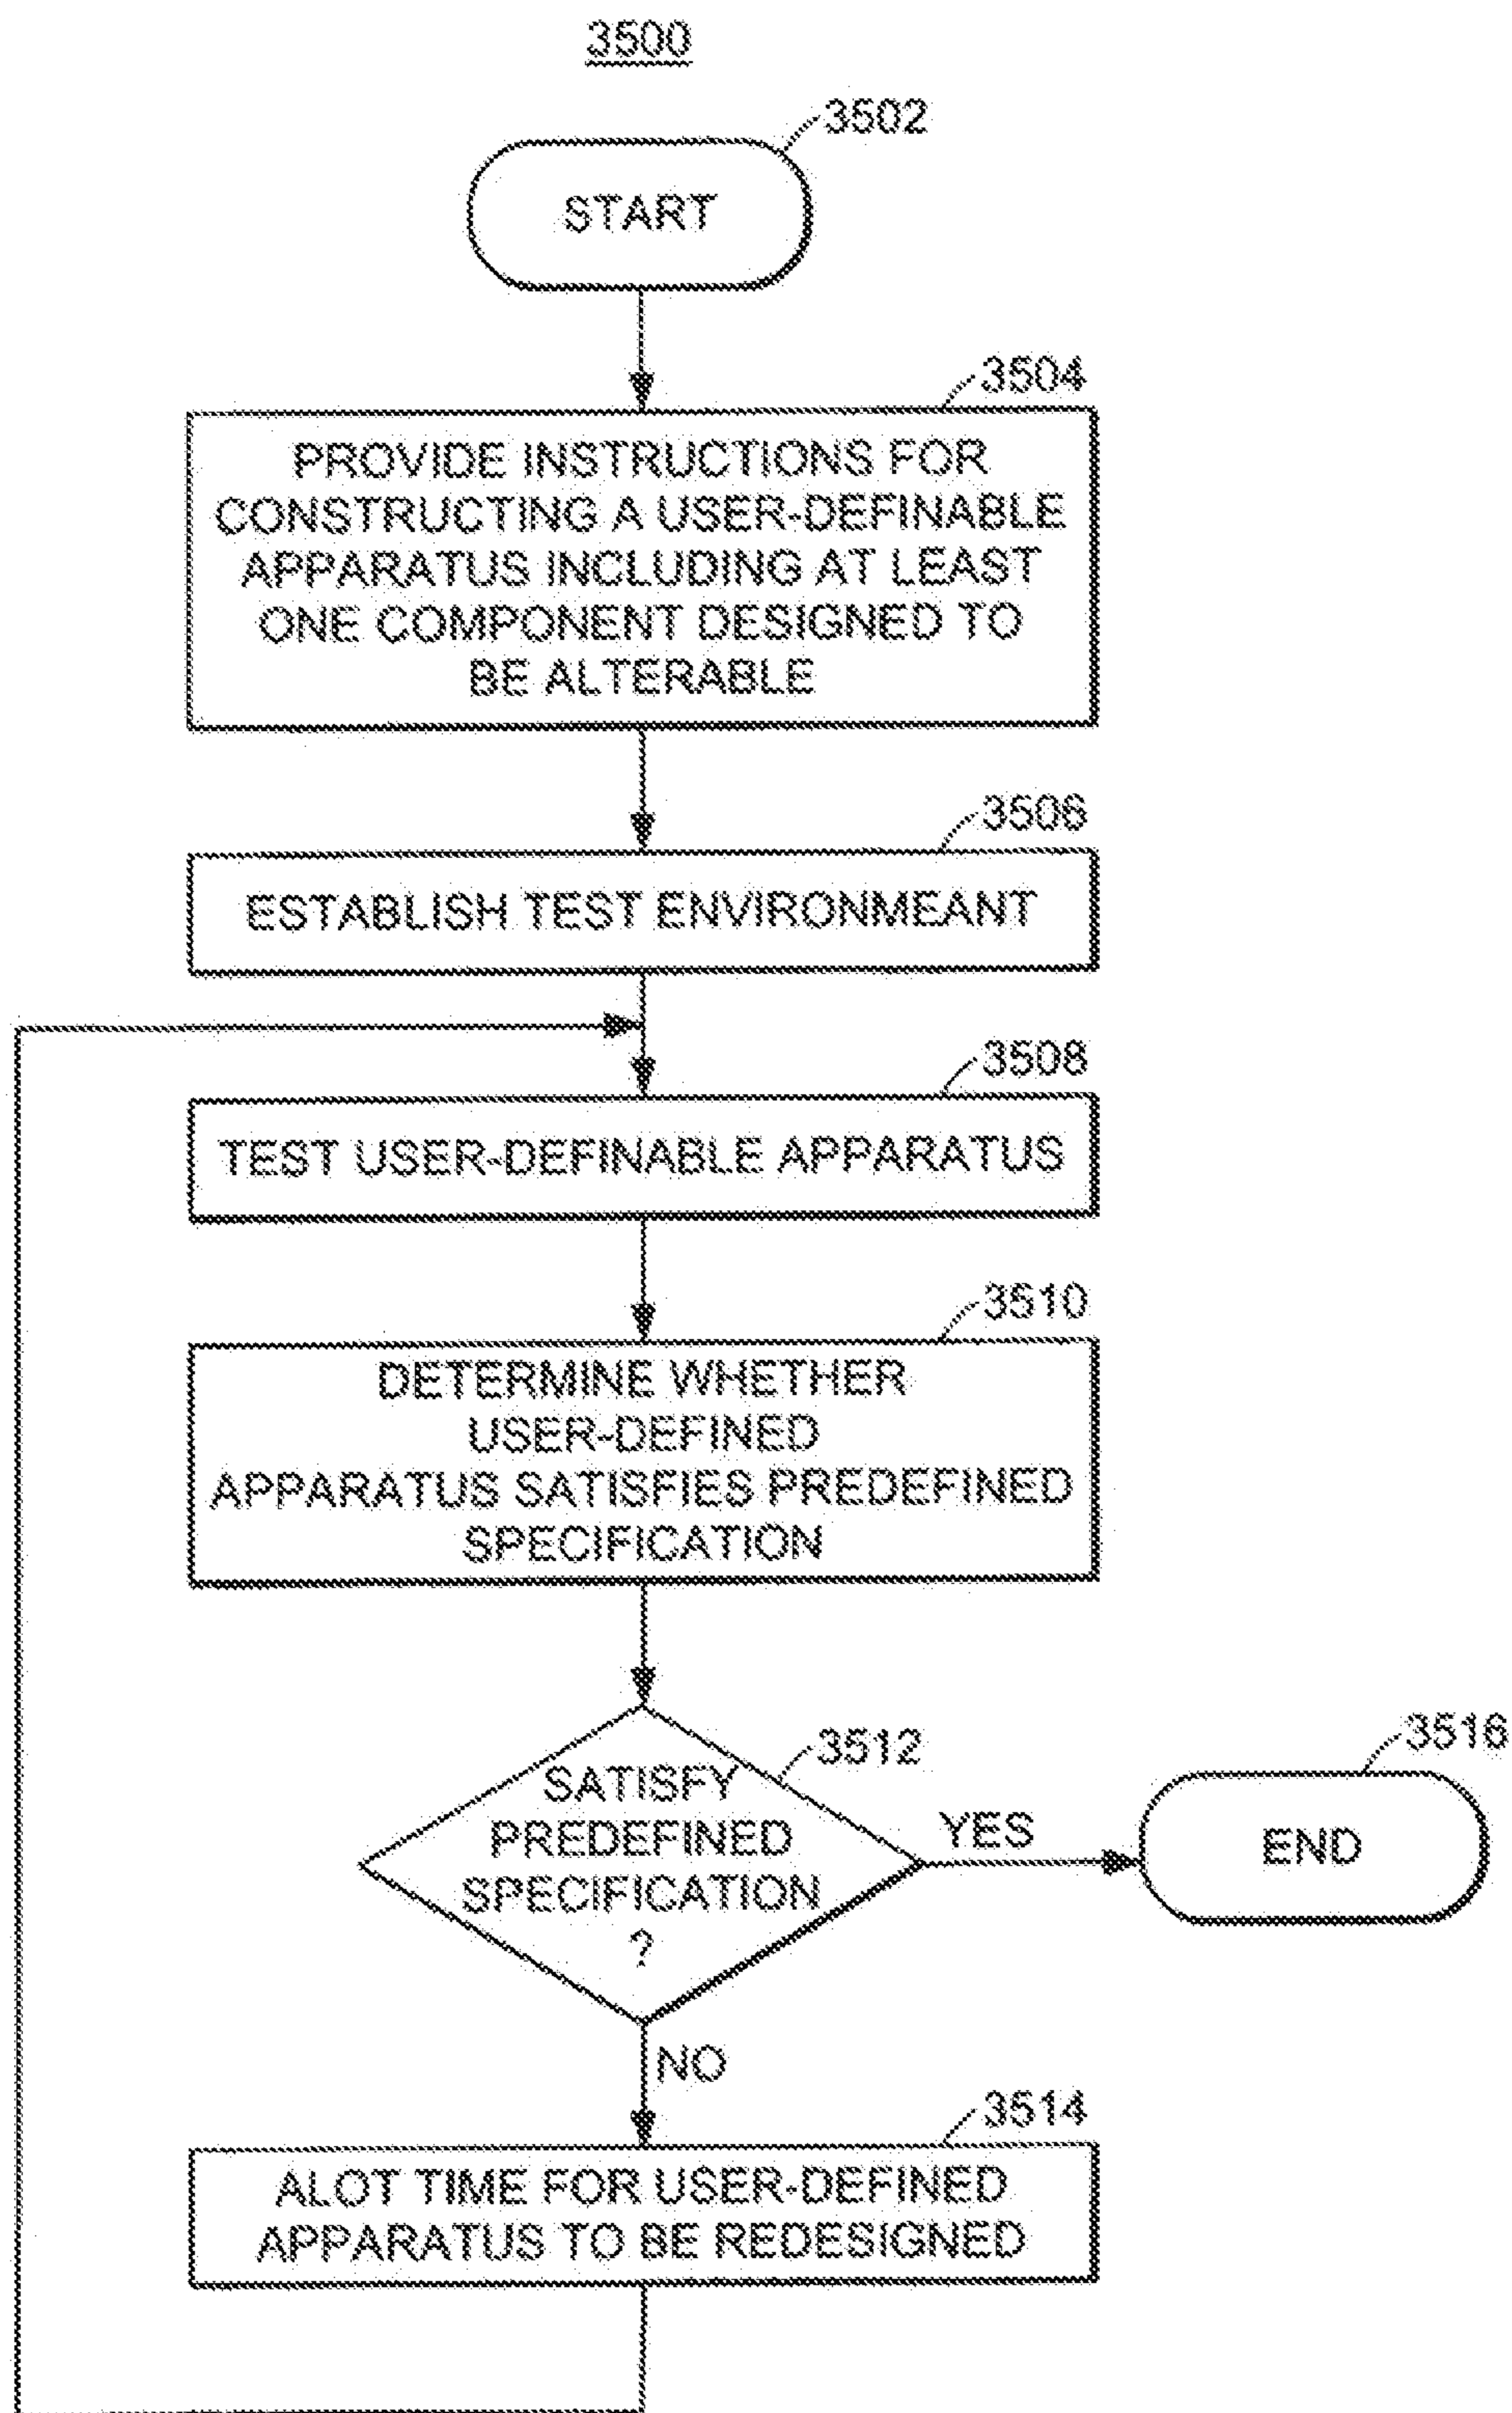 3500
3502
START
3504
PROVIDE INSTRUCTIONS FOR
CONSTRUCTING A USER-DEFINABLE
APPARATUS INCLUDING AT LEAST
ONE COMPONENT DESIGNED TO
BE ALTERABLE
3506
ESTABLISH TEST ENVIRONMEANT
3508
TEST USER-DEFINABLE APPARATUS
3510
DETERMINE WHETHER
USER-DEFINED
APPARATUS SATISFIES PREDEFINED
SPECIFICATION
3512
SATISFY
PREDEFINED
SPECIFICATION
?
YES
3516
END
NO
3514
ALOT TIME FOR USER-DEFINED
APPARATUS TO BE REDESIGNED